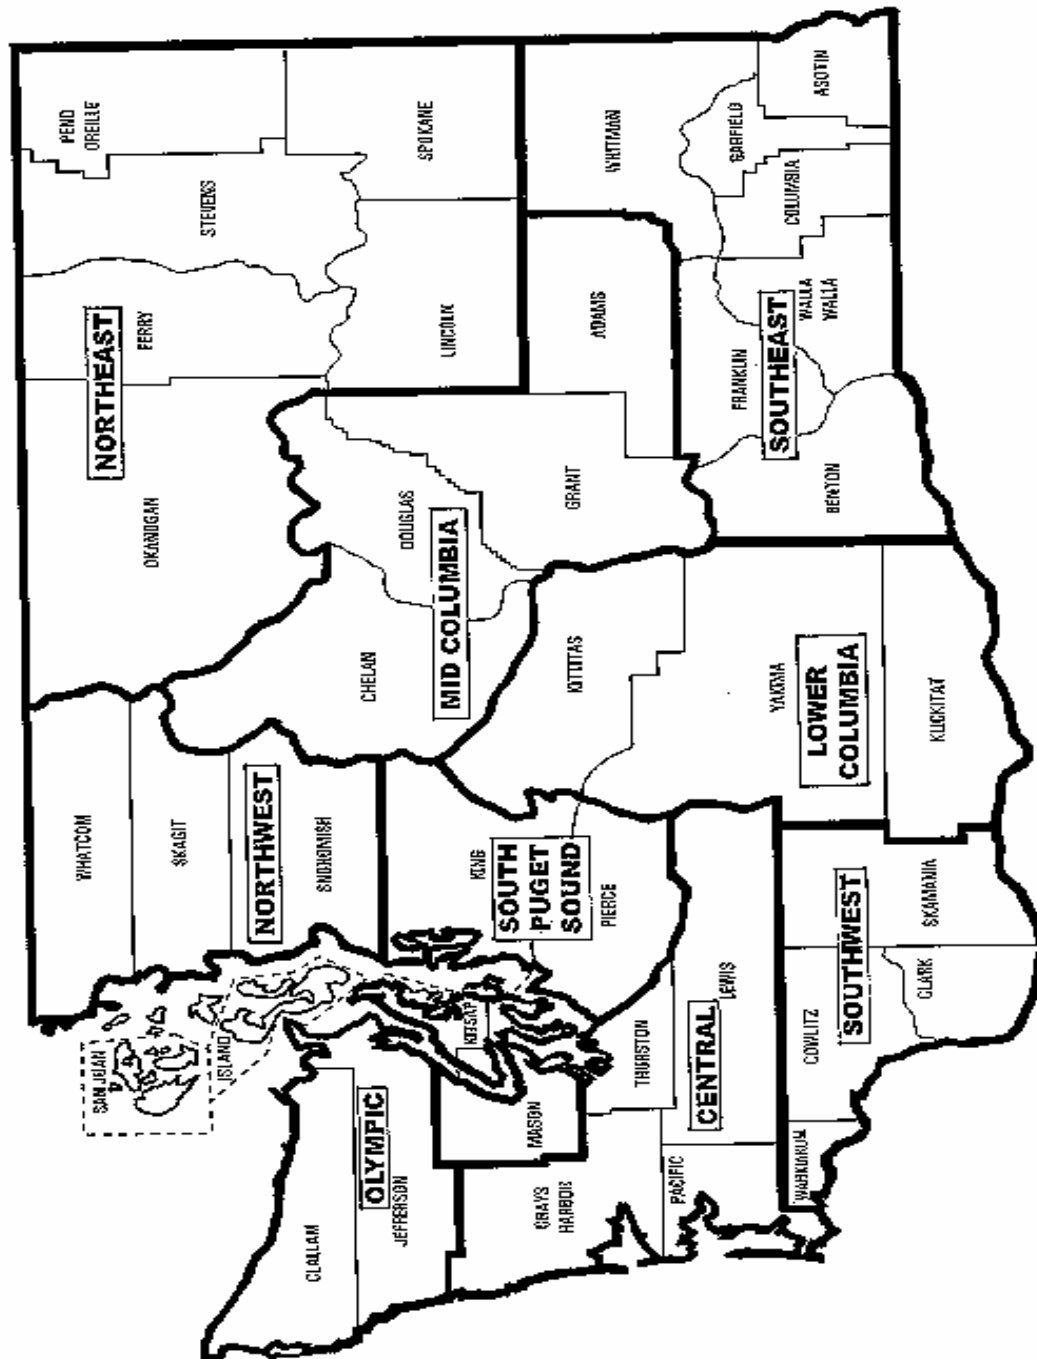 WHATCOM
SKAGIT
NORTHWEST
SNOHOMISH
SAN JUAN
ISLAND
CLALLAM
OLYMPIC
JEFFERSON
KITSAP
MASON
GRAYS
HARBOR
KING
SOUTH
PUGET
SOUND
PIERCE
THURSTON
LEWIS
CENTRAL
PACIFIC
WAHKIAKUM
COWLITZ
SOUTHWEST
CLARK
SKAMANIA
OKANOGAN
NORTHEAST
FERRY
STEVENS
PEND
OREILLE
SPOKANE
LINCOLN
CHELAN
DOUGLAS
MID COLUMBIA
GRANT
ADAMS
KITTITAS
YAKIMA
LOWER
COLUMBIA
KLICKITAT
WHITMAN
FRANKLIN
SOUTHEAST
BENTON
WALLA
WALLA
COLUMBIA
GARFIELD
ASOTIN